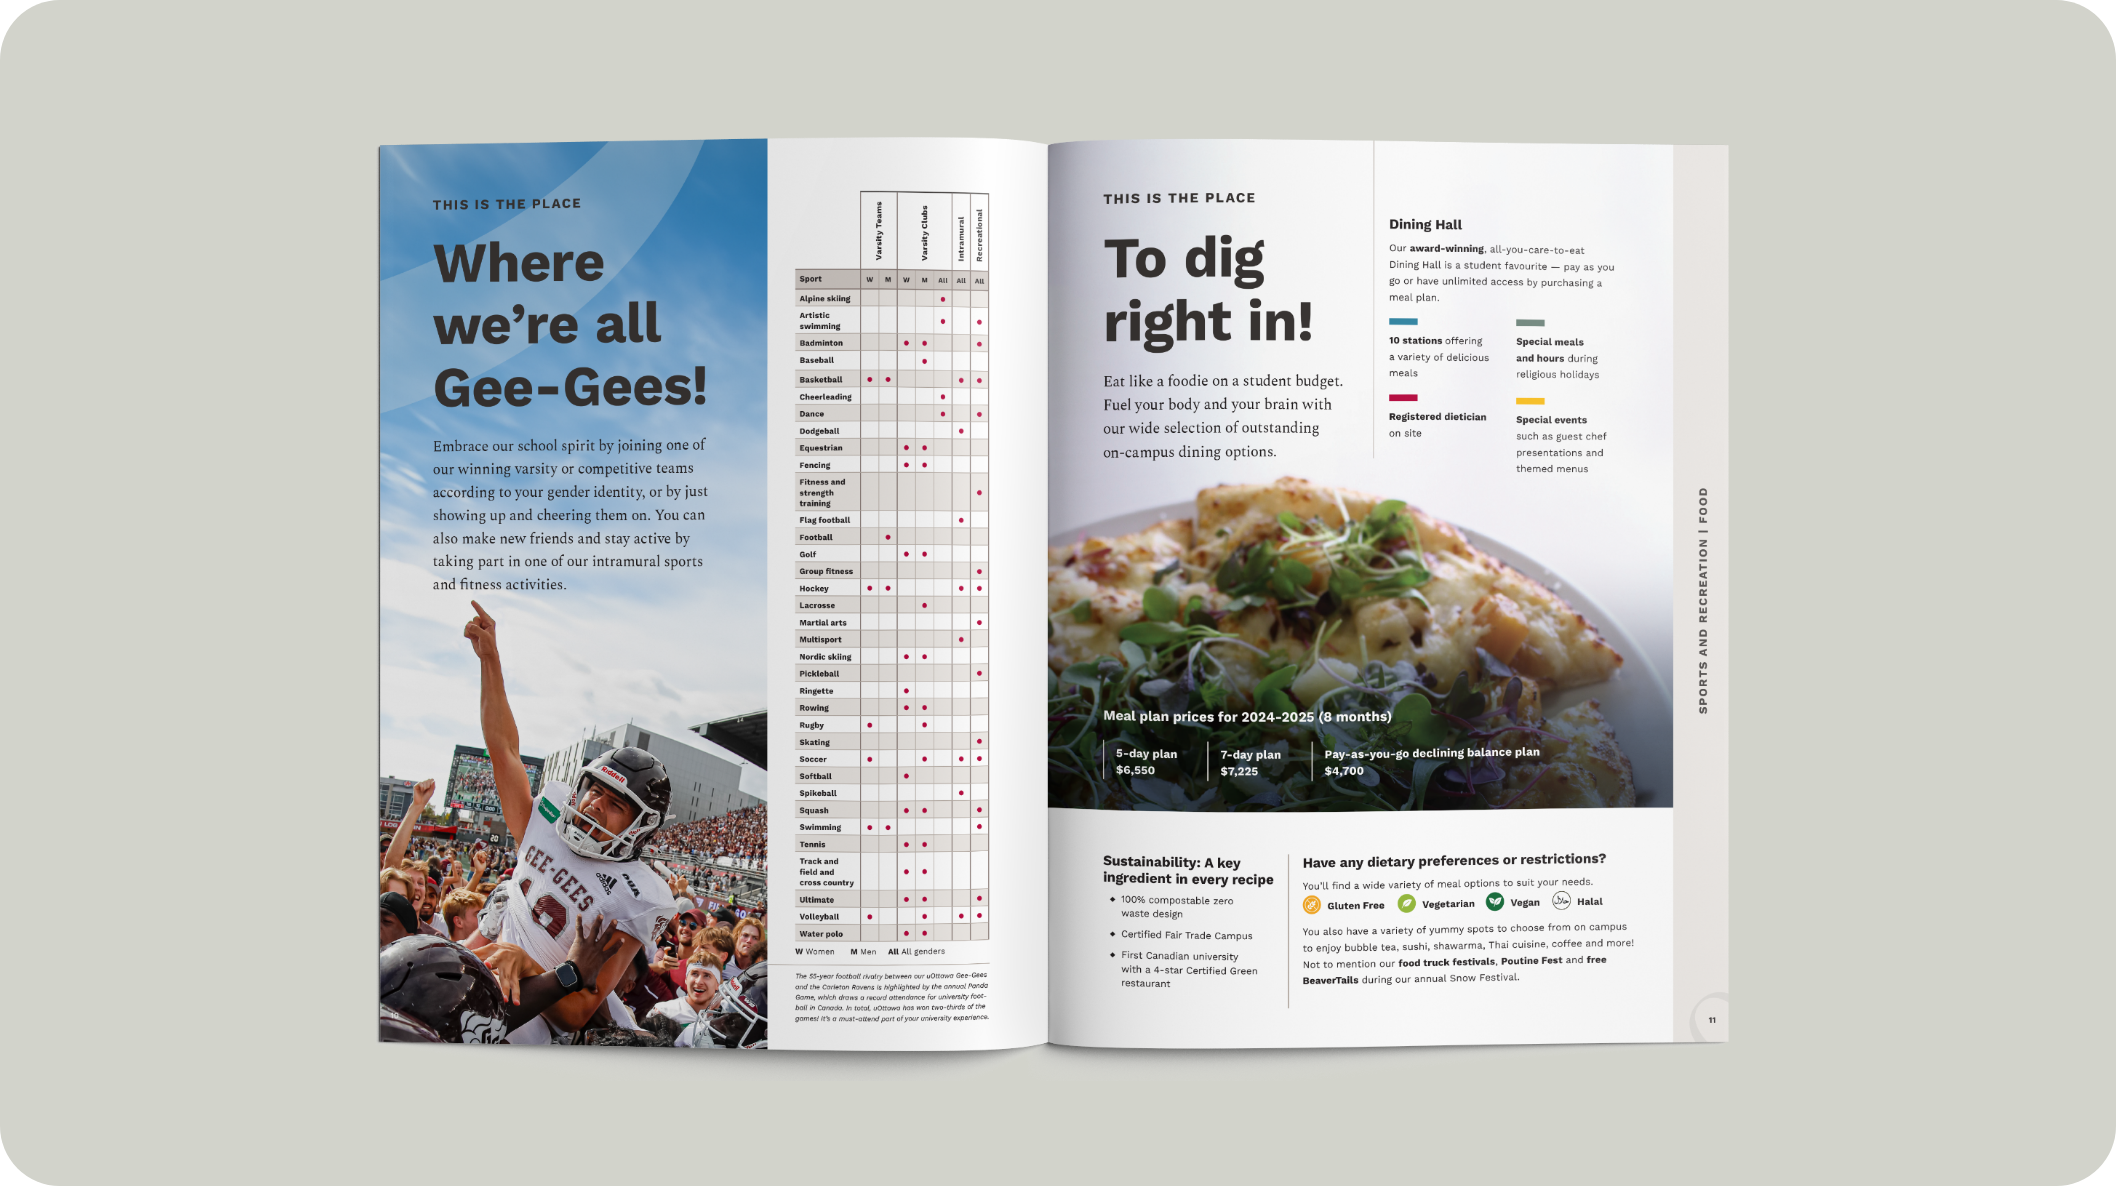 THIS IS THE PLACE
Where
we're all
Gee-Gees!
Embrace our school spirit by joining one of
our winning varsity or competitive teams
according to your gender identity, or by just
showing up and cheering them on. You can
also make new friends and stay active by
taking part in one of our intramural sports
and fitness activities.
Riddell
GEE-GEES
adidas
OUA
20
10
Varsity Teams
Varsity Clubs
Intramural
Recreational
Sport W M W M All All All
Alpine skiing •
Artistic
swimming • •
Badminton • • •
Baseball •
Basketball • • • •
Cheerleading •
Dance • •
Dodgeball •
Equestrian • •
Fencing • •
Fitness and
strength
training •
Flag football •
Football •
Golf • •
Group fitness •
Hockey • • • •
Lacrosse •
Martial arts •
Multisport •
Nordic skiing • •
Pickleball •
Ringette •
Rowing • •
Rugby • •
Skating •
Soccer • • • •
Softball •
Spikeball •
Squash • • •
Swimming • • •
Tennis • •
Track and
field and
cross country • •
Ultimate • • •
Volleyball • • • •
Water polo • •
W Women M Men All All genders
The 55-year football rivalry between our uOttawa Gee-Gees
and the Carleton Ravens is highlighted by the annual Panda
Game, which draws a record attendance for university foot-
ball in Canada. In total, uOttawa has won two-thirds of the
games! It's a must-attend part of your university experience.
THIS IS THE PLACE
To dig
right in!
Eat like a foodie on a student budget.
Fuel your body and your brain with
our wide selection of outstanding
on-campus dining options.
Dining Hall
Our award-winning, all-you-care-to-eat
Dining Hall is a student favourite — pay as you
go or have unlimited access by purchasing a
meal plan.
10 stations offering
a variety of delicious
meals
Registered dietician
on site
Special meals
and hours during
religious holidays
Special events
such as guest chef
presentations and
themed menus
Meal plan prices for 2024-2025 (8 months)
5-day plan
$6,550
7-day plan
$7,225
Pay-as-you-go declining balance plan
$4,700
Sustainability: A key
ingredient in every recipe
◆ 100% compostable zero
waste design
◆ Certified Fair Trade Campus
◆ First Canadian university
with a 4-star Certified Green
restaurant
Have any dietary preferences or restrictions?
You'll find a wide variety of meal options to suit your needs.
Gluten Free Vegetarian Vegan حلال Halal
You also have a variety of yummy spots to choose from on campus
to enjoy bubble tea, sushi, shawarma, Thai cuisine, coffee and more!
Not to mention our food truck festivals, Poutine Fest and free
BeaverTails during our annual Snow Festival.
SPORTS AND RECREATION | FOOD
11